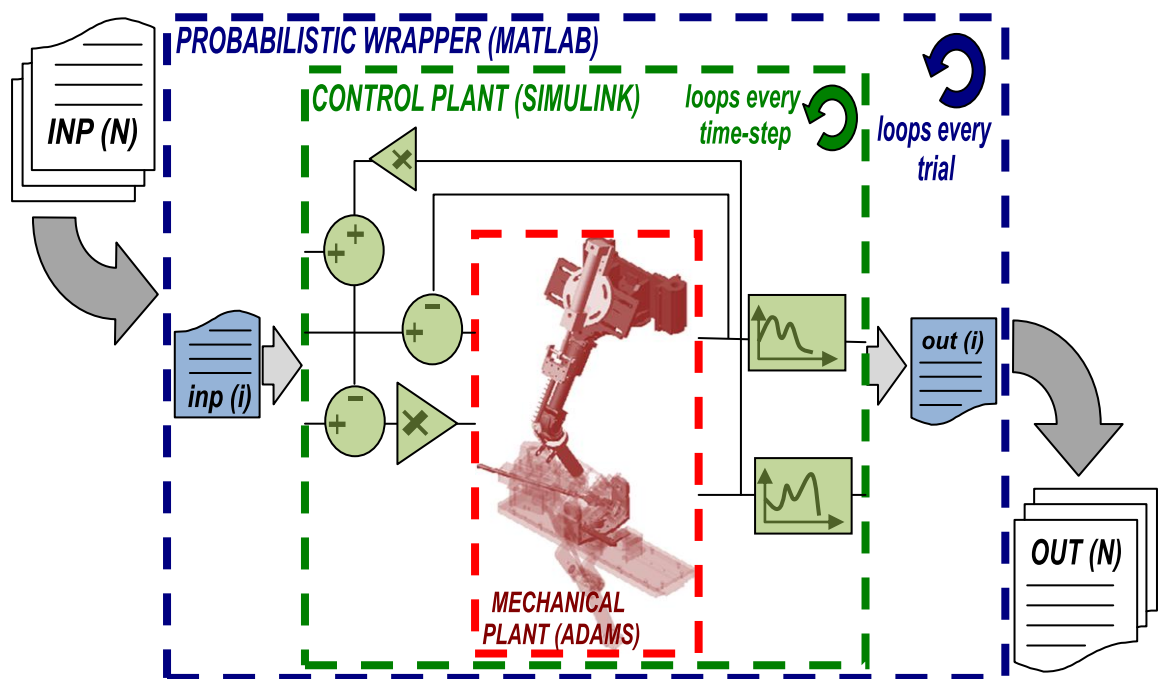 PROBABILISTIC WRAPPER (MATLAB)
CONTROL PLANT (SIMULINK)
loops every
time-step
loops every
trial
INP (N)
inp (i)
out (i)
OUT (N)
MECHANICAL
PLANT (ADAMS)